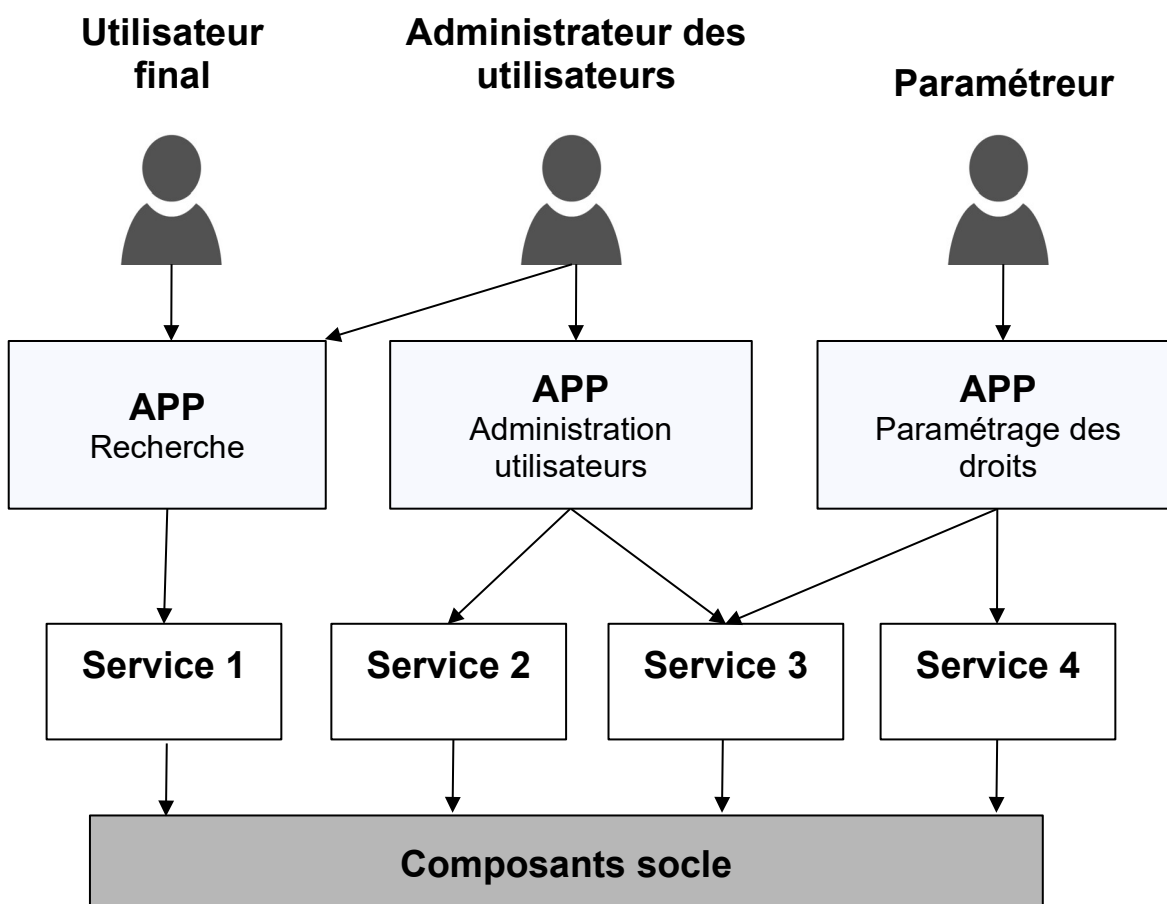 Utilisateur
final
Administrateur des
utilisateurs
Paramétreur
APP
Recherche
APP
Administration
utilisateurs
APP
Paramétrage des
droits
Service 1
Service 2
Service 3
Service 4
Composants socle